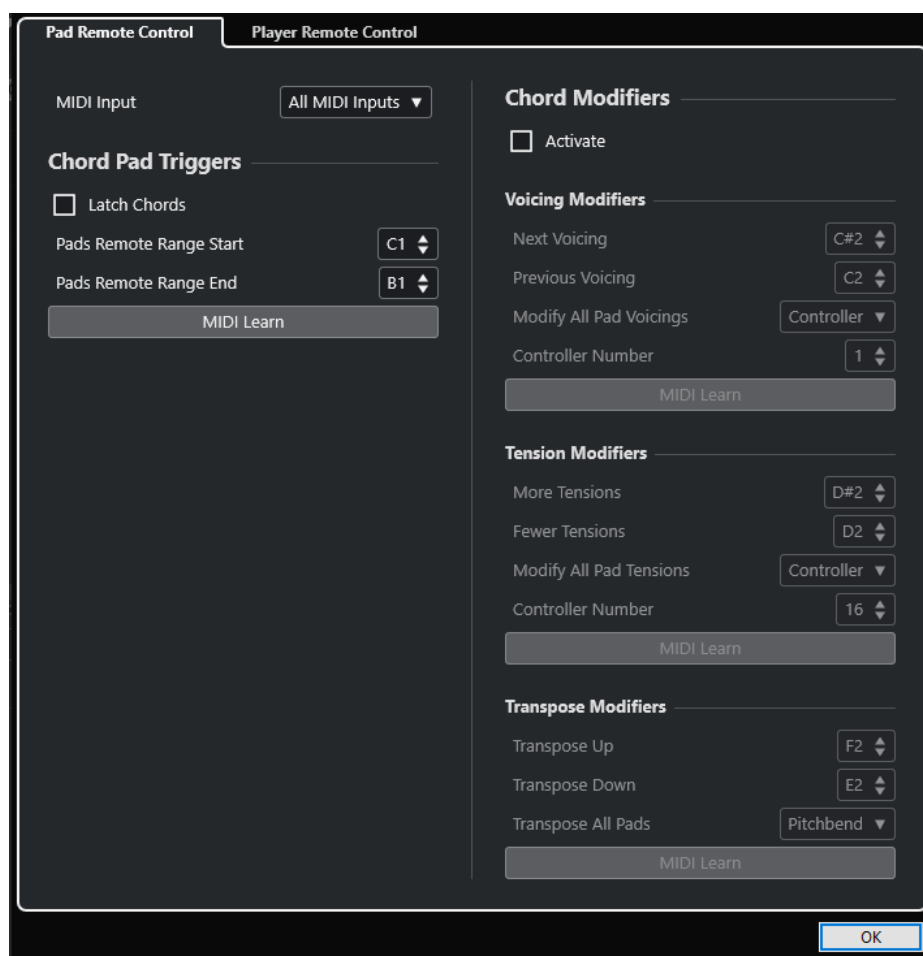 Pad Remote Control Player Remote Control
MIDI Input All MIDI Inputs
Chord Pad Triggers
Latch Chords
Pads Remote Range Start C1
Pads Remote Range End B1
MIDI Learn
Chord Modifiers
Activate
Voicing Modifiers
Next Voicing C#2
Previous Voicing C2
Modify All Pad Voicings Controller
Controller Number 1
MIDI Learn
Tension Modifiers
More Tensions D#2
Fewer Tensions D2
Modify All Pad Tensions Controller
Controller Number 16
MIDI Learn
Transpose Modifiers
Transpose Up F2
Transpose Down E2
Transpose All Pads Pitchbend
MIDI Learn
OK